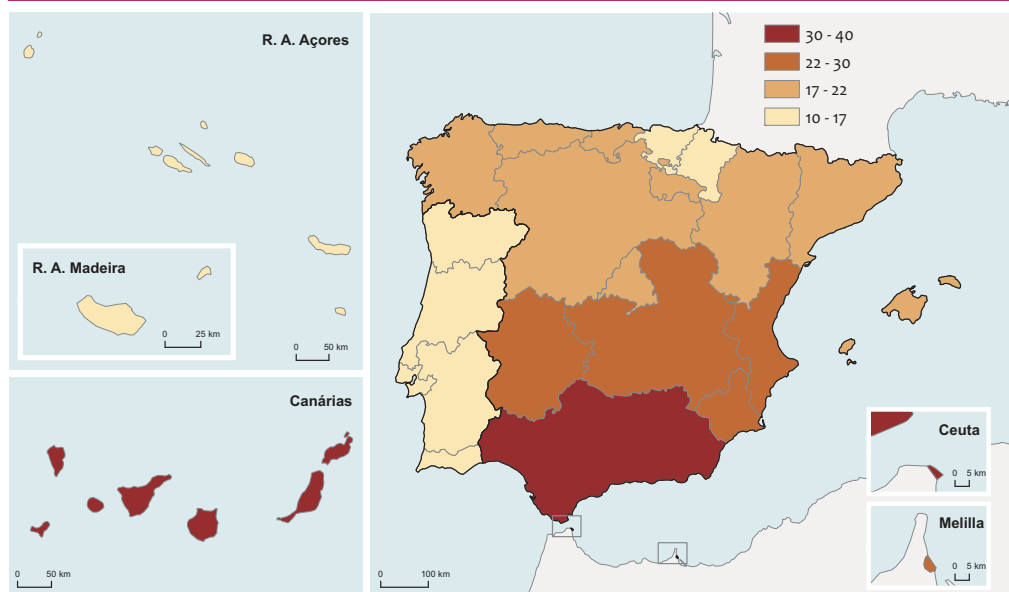 R. A. Açores
R. A. Madeira
0 25 km
0 50 km
Canárias
0 50 km
30 - 40
22 - 30
17 - 22
10 - 17
0 100 km
Ceuta
0 5 km
Melilla
0 5 km